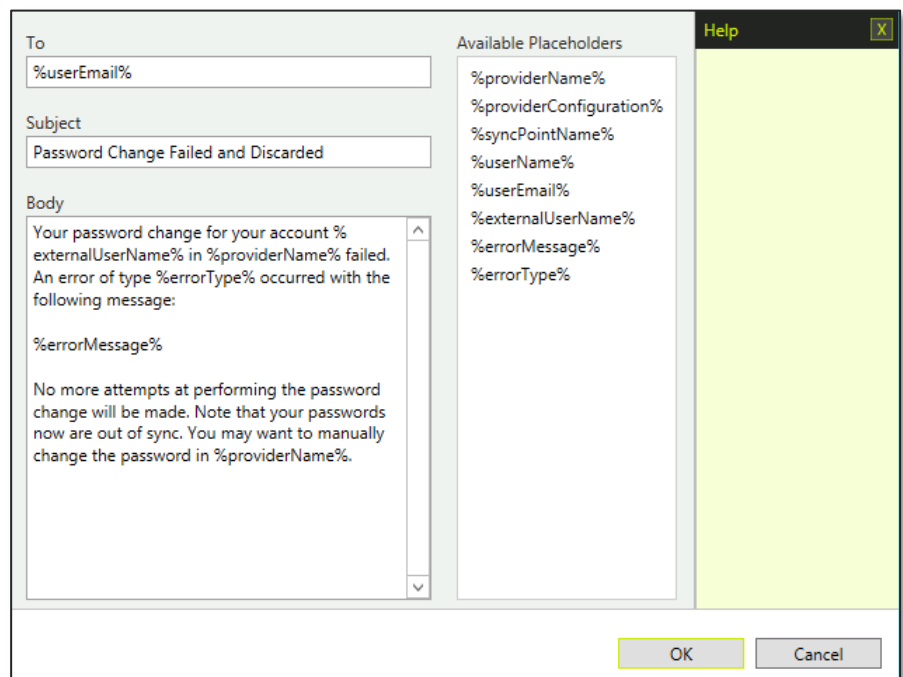 To
%userEmail%
Subject
Password Change Failed and Discarded
Body
Your password change for your account %
externalUserName% in %providerName% failed.
An error of type %errorType% occurred with the
following message:
%errorMessage%
No more attempts at performing the password
change will be made. Note that your passwords
now are out of sync. You may want to manually
change the password in %providerName%.
Available Placeholders
%providerName%
%providerConfiguration%
%syncPointName%
%userName%
%userEmail%
%externalUserName%
%errorMessage%
%errorType%
Help
X
OK
Cancel